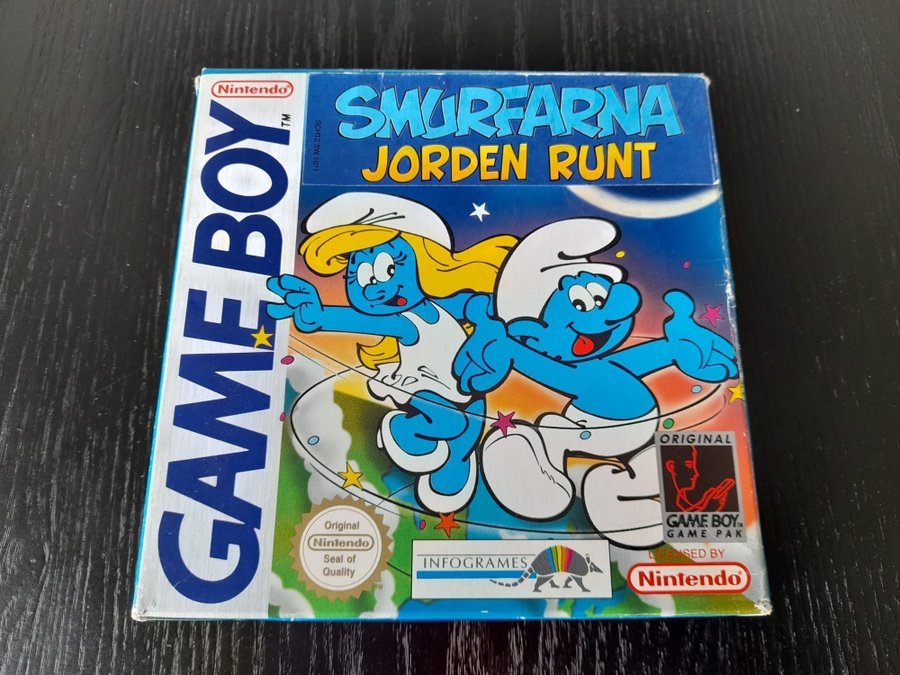 Nintendo
GAME BOY
TM
SMURFARNA
JORDEN RUNT
Original
Nintendo
Seal of
Quality
INFOGRAMES
ORIGINAL
GAME BOY
TM
GAME PAK
LICENSED BY
Nintendo